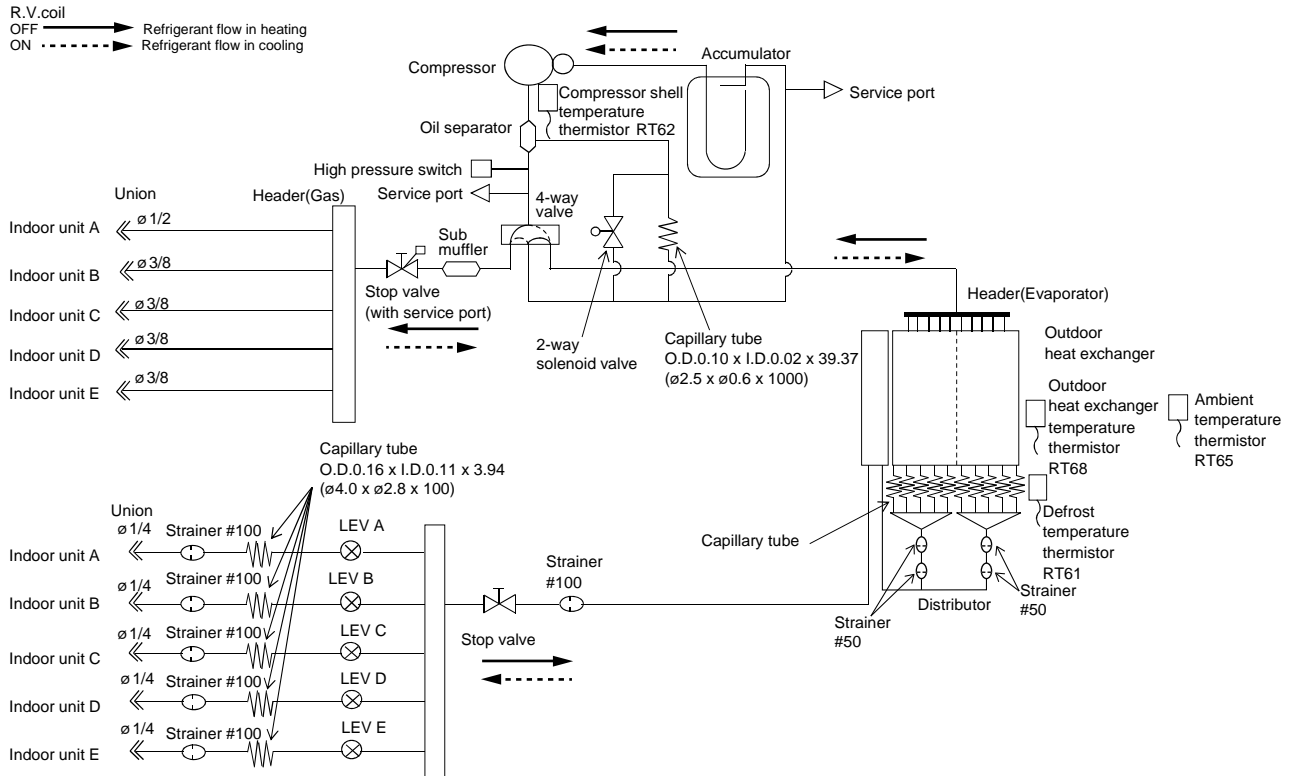 R.V.coil
OFF Refrigerant flow in heating
ON Refrigerant flow in cooling
Compressor
Accumulator
Service port
Compressor shell
temperature
thermistor RT62
Oil separator
High pressure switch
Service port
4-way
valve
Union
Header(Gas)
Indoor unit A
ø 1/2
Indoor unit B
ø 3/8
Indoor unit C
ø 3/8
Indoor unit D
ø 3/8
Indoor unit E
ø 3/8
Sub
muffler
Stop valve
(with service port)
2-way
solenoid valve
Capillary tube
O.D.0.10 x I.D.0.02 x 39.37
(ø2.5 x ø0.6 x 1000)
Header(Evaporator)
Outdoor
heat exchanger
Outdoor
heat exchanger
temperature
thermistor
RT68
Ambient
temperature
thermistor
RT65
Defrost
temperature
thermistor
RT61
Capillary tube
Strainer
#50
Distributor
Strainer
#50
Capillary tube
O.D.0.16 x I.D.0.11 x 3.94
(ø4.0 x ø2.8 x 100)
Union
Indoor unit A
ø 1/4
Strainer #100
LEV A
Indoor unit B
ø 1/4
Strainer #100
LEV B
Indoor unit C
ø 1/4
Strainer #100
LEV C
Indoor unit D
ø 1/4
Strainer #100
LEV D
Indoor unit E
ø 1/4
Strainer #100
LEV E
Stop valve
Strainer
#100